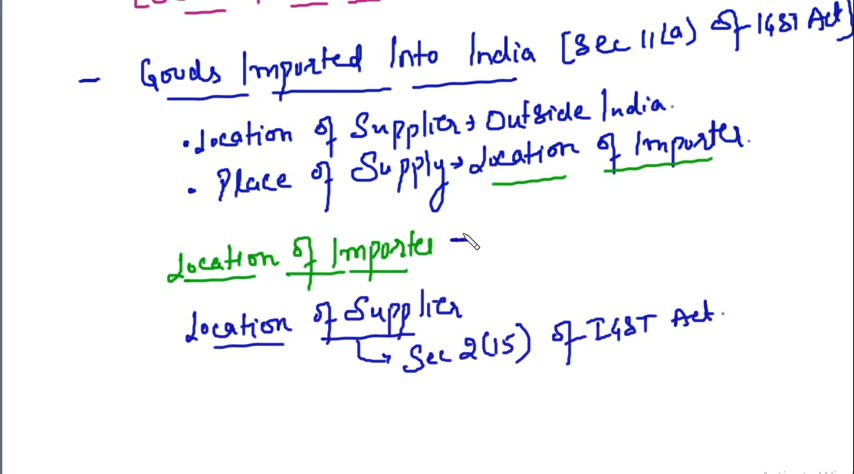 - Goods Imported Into India [Sec 11(a) of IGST Act]
• Location of Supplier → Outside India.
• Place of Supply → Location of Importer.
Location of Importer -
Location of Supplier
↳ Sec 2(15) of IGST Act.